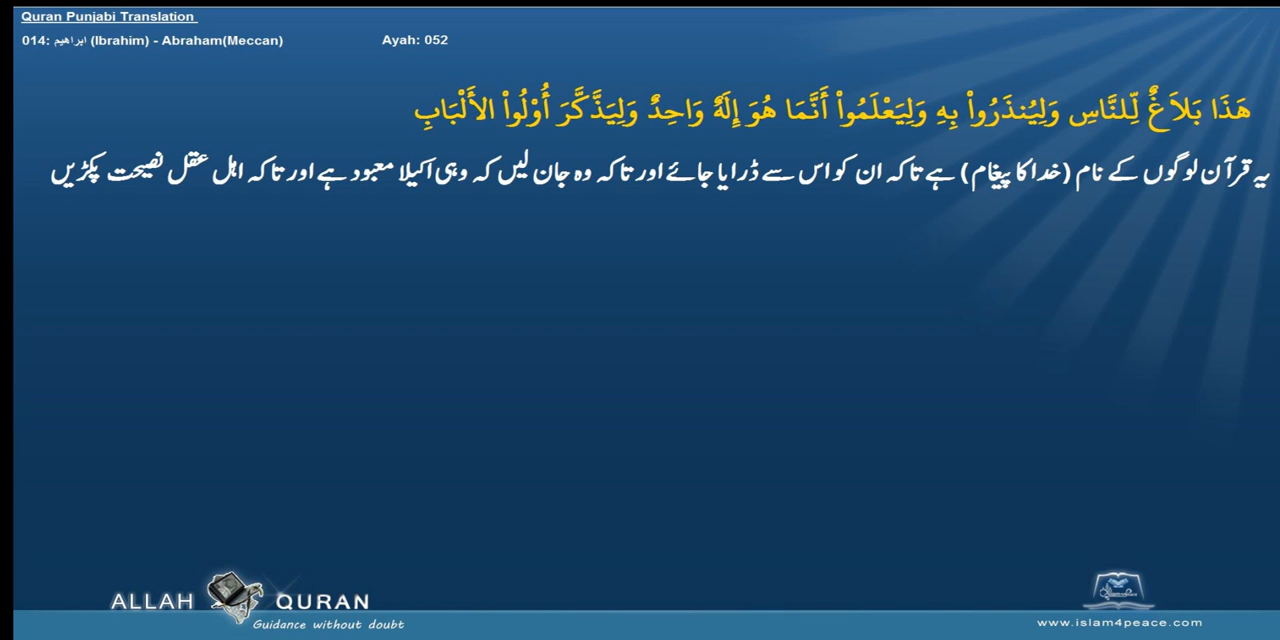 Quran Punjabi Translation
014: ابراهيم (Ibrahim) - Abraham(Meccan) Ayah: 052
هَذَا بَلاَغٌ لِّلنَّاسِ وَلِيُنذَرُواْ بِهِ وَلِيَعْلَمُواْ أَنَّمَا هُوَ إِلَهٌ وَاحِدٌ وَلِيَذَّكَّرَ أُوْلُواْ الأَلْبَابِ
یہ قرآن لوگوں کے نام (خدا کا پیغام) ہے تاکہ ان کو اس سے ڈرایا جائے اور تاکہ وہ جان لیں کہ وہی اکیلا معبود ہے اور تاکہ اہل عقل نصیحت پکڑیں
ALLAH QURAN
Guidance without doubt
www.islam4peace.com